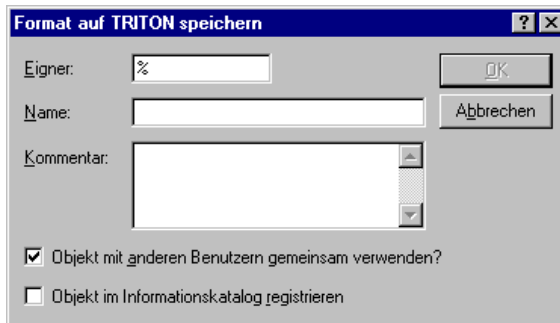 Format auf TRITON speichern
Eigner: %
OK
Name:
Abbrechen
Kommentar:
Objekt mit anderen Benutzern gemeinsam verwenden?
Objekt im Informationskatalog registrieren